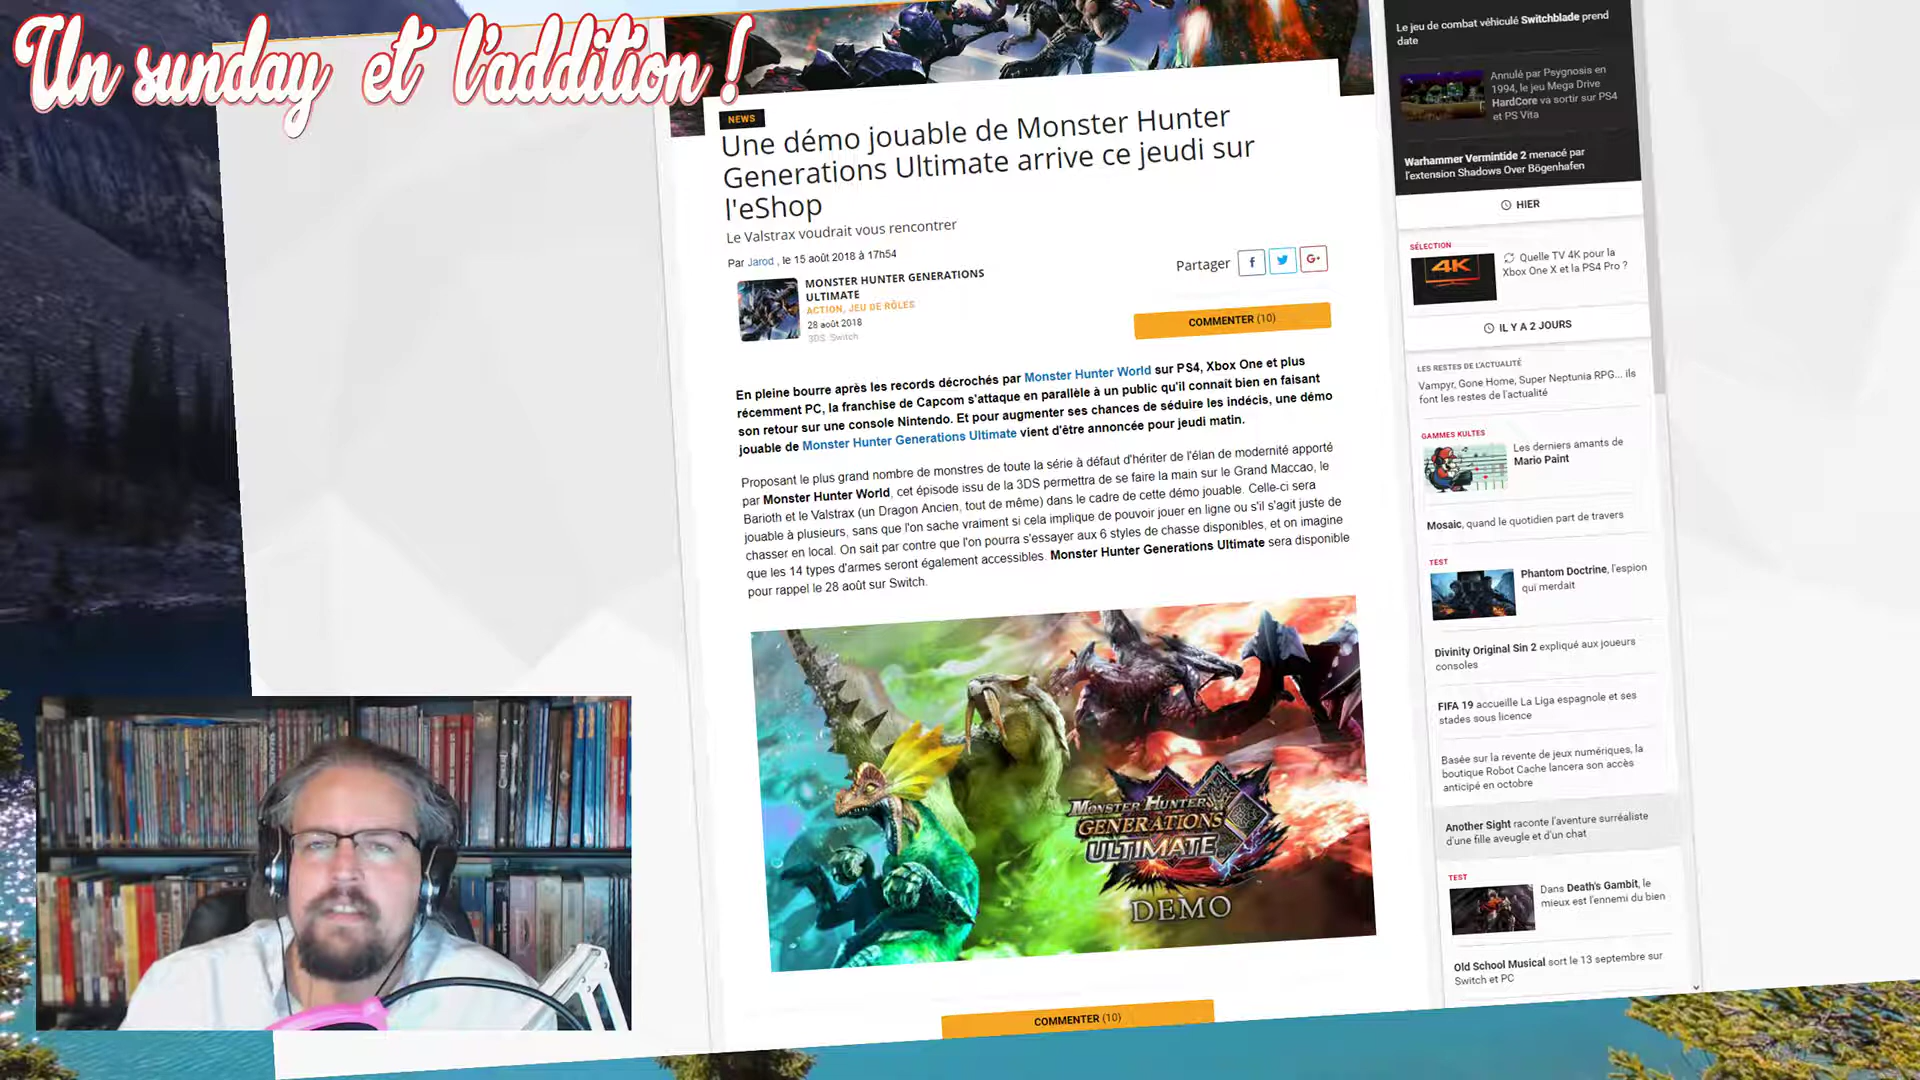 Un sunday et l'addition !
NEWS
Une démo jouable de Monster Hunter
Generations Ultimate arrive ce jeudi sur
l'eShop
Le Valstrax voudrait vous rencontrer
Par Jarod , le 15 août 2018 à 17h54
MONSTER HUNTER GENERATIONS
ULTIMATE
ACTION, JEU DE RÔLES
28 août 2018
3DS Switch
Partager
f
G+
COMMENTER (10)
En pleine bourre après les records décrochés par Monster Hunter World sur PS4, Xbox One et plus
récemment PC, la franchise de Capcom s'attaque en parallèle à un public qu'il connaît bien en faisant
son retour sur une console Nintendo. Et pour augmenter ses chances de séduire les indécis, une démo
jouable de Monster Hunter Generations Ultimate vient d'être annoncée pour jeudi matin.
Proposant le plus grand nombre de monstres de toute la série à défaut d'hériter de l'élan de modernité apporté
par Monster Hunter World, cet épisode issu de la 3DS permettra de se faire la main sur le Grand Maccao, le
Barioth et le Valstrax (un Dragon Ancien, tout de même) dans le cadre de cette démo jouable. Celle-ci sera
jouable à plusieurs, sans que l'on sache vraiment si cela implique de pouvoir jouer en ligne ou s'il s'agit juste de
chasser en local. On sait par contre que l'on pourra s'essayer aux 6 styles de chasse disponibles, et on imagine
que les 14 types d'armes seront également accessibles. Monster Hunter Generations Ultimate sera disponible
pour rappel le 28 août sur Switch.
MONSTER HUNTER
GENERATIONS
ULTIMATE
DEMO
COMMENTER (10)
Le jeu de combat véhiculé Switchblade prend
date
Annulé par Psygnosis en
1994, le jeu Mega Drive
HardCore va sortir sur PS4
et PS Vita
Warhammer Vermintide 2 menacé par
l'extension Shadows Over Bögenhafen
HIER
SÉLECTION
4K
Quelle TV 4K pour la
Xbox One X et la PS4 Pro ?
IL Y A 2 JOURS
LES RESTES DE L'ACTUALITÉ
Vampyr, Gone Home, Super Neptunia RPG... ils
font les restes de l'actualité
GAMMES KULTES
Les derniers amants de
Mario Paint
Mosaic, quand le quotidien part de travers
TEST
Phantom Doctrine, l'espion
qui merdait
Divinity Original Sin 2 expliqué aux joueurs
consoles
FIFA 19 accueille La Liga espagnole et ses
stades sous licence
Basée sur la revente de jeux numériques, la
boutique Robot Cache lancera son accès
anticipé en octobre
Another Sight raconte l'aventure surréaliste
d'une fille aveugle et d'un chat
TEST
Dans Death's Gambit, le
mieux est l'ennemi du bien
Old School Musical sort le 13 septembre sur
Switch et PC